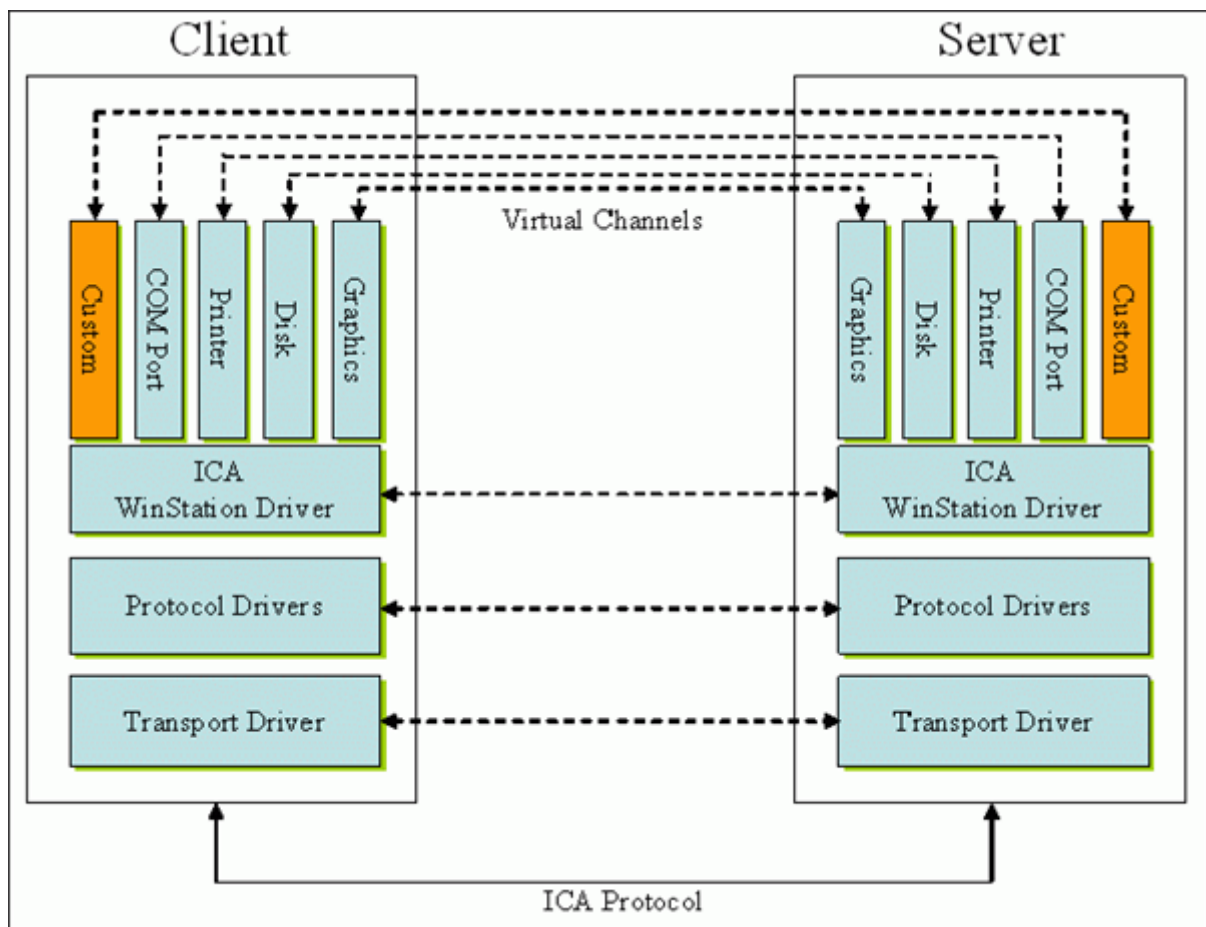 Client
Server
Virtual Channels
Custom
COM Port
Printer
Disk
Graphics
Graphics
Disk
Printer
COM Port
Custom
ICA
WinStation Driver
ICA
WinStation Driver
Protocol Drivers
Protocol Drivers
Transport Driver
Transport Driver
ICA Protocol